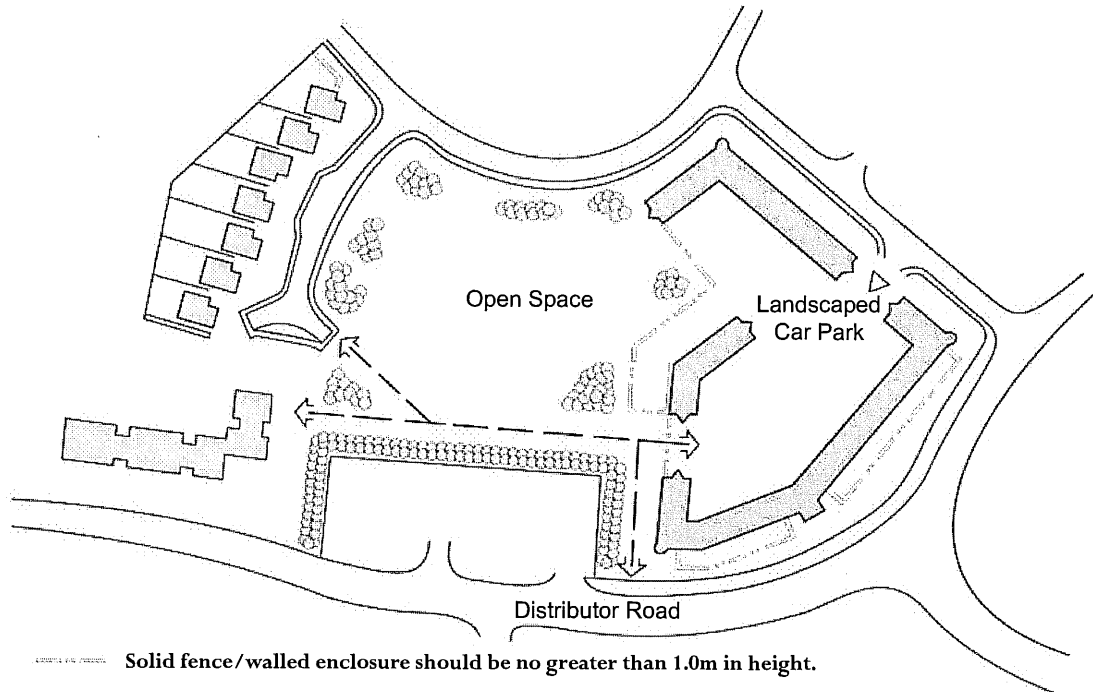 Open Space
Landscaped
Car Park
Distributor Road
Solid fence/walled enclosure should be no greater than 1.0m in height.